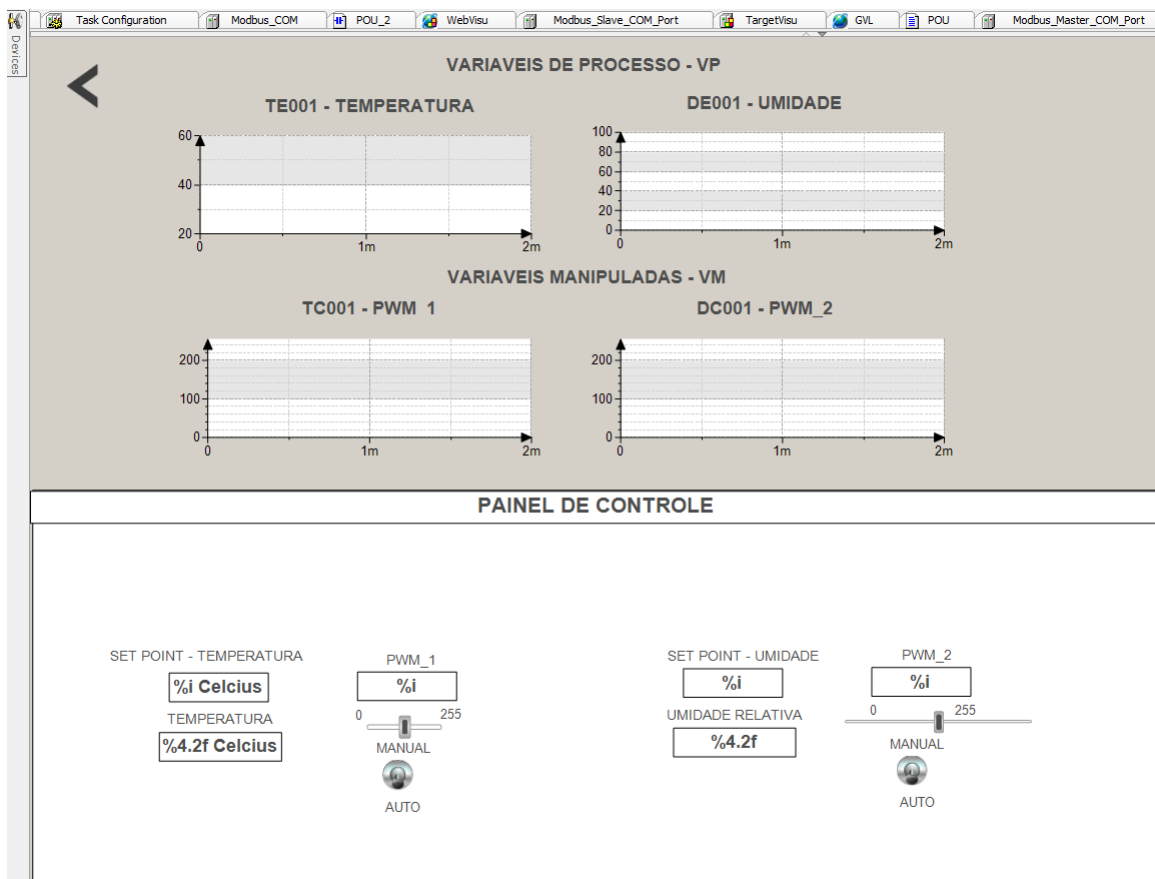 Task Configuration Modbus_COM POU_2 WebVisu Modbus_Slave_COM_Port TargetVisu GVL POU Modbus_Master_COM_Port
Devices
VARIAVEIS DE PROCESSO - VP
TE001 - TEMPERATURA
60
40
20
0 1m 2m
DE001 - UMIDADE
100
80
60
40
20
0
0 1m 2m
VARIAVEIS MANIPULADAS - VM
TC001 - PWM 1
200
100
0
0 1m 2m
DC001 - PWM_2
200
100
0
0 1m 2m
PAINEL DE CONTROLE
SET POINT - TEMPERATURA
%i Celcius
TEMPERATURA
%4.2f Celcius
PWM_1
%i
0 255
MANUAL
AUTO
SET POINT - UMIDADE
%i
UMIDADE RELATIVA
%4.2f
PWM_2
%i
0 255
MANUAL
AUTO